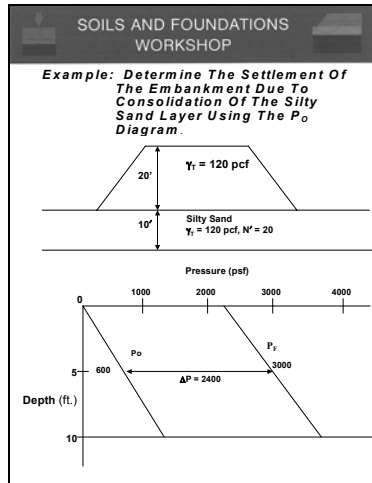 SOILS AND FOUNDATIONS
WORKSHOP
Example: Determine The Settlement Of
The Embankment Due To
Consolidation Of The Silty
Sand Layer Using The Po
Diagram.
20'
γT = 120 pcf
10'
Silty Sand
γT = 120 pcf, N' = 20
Pressure (psf)
0
1000
2000
3000
4000
Po
PF
600
3000
5
ΔP = 2400
Depth (ft.)
10